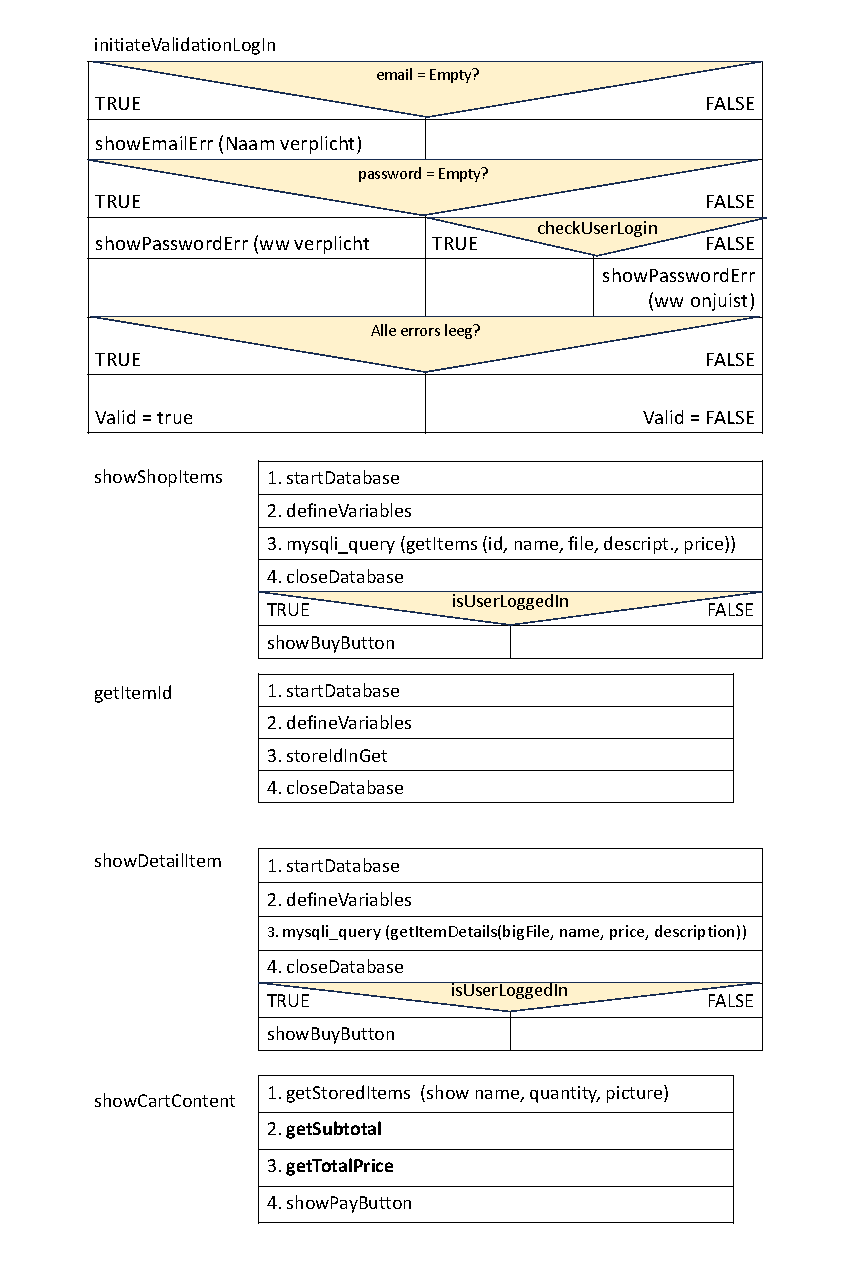 initiateValidationLogIn
email = Empty?
TRUE FALSE
showEmailErr (Naam verplicht)
password = Empty?
TRUE FALSE
checkUserLogin
showPasswordErr (ww verplicht TRUE FALSE
showPasswordErr
(ww onjuist)
Alle errors leeg?
TRUE FALSE
Valid = true Valid = FALSE
showShopItems
1. startDatabase
2. defineVariables
3. mysqli_query (getItems (id, name, file, descript., price))
4. closeDatabase
isUserLoggedIn
TRUE FALSE
showBuyButton
getItemId
1. startDatabase
2. defineVariables
3. storeIdInGet
4. closeDatabase
showDetailItem
1. startDatabase
2. defineVariables
3. mysqli_query (getItemDetails(bigFile, name, price, description))
4. closeDatabase
isUserLoggedIn
TRUE FALSE
showBuyButton
showCartContent
1. getStoredItems (show name, quantity, picture)
2. getSubtotal
3. getTotalPrice
4. showPayButton